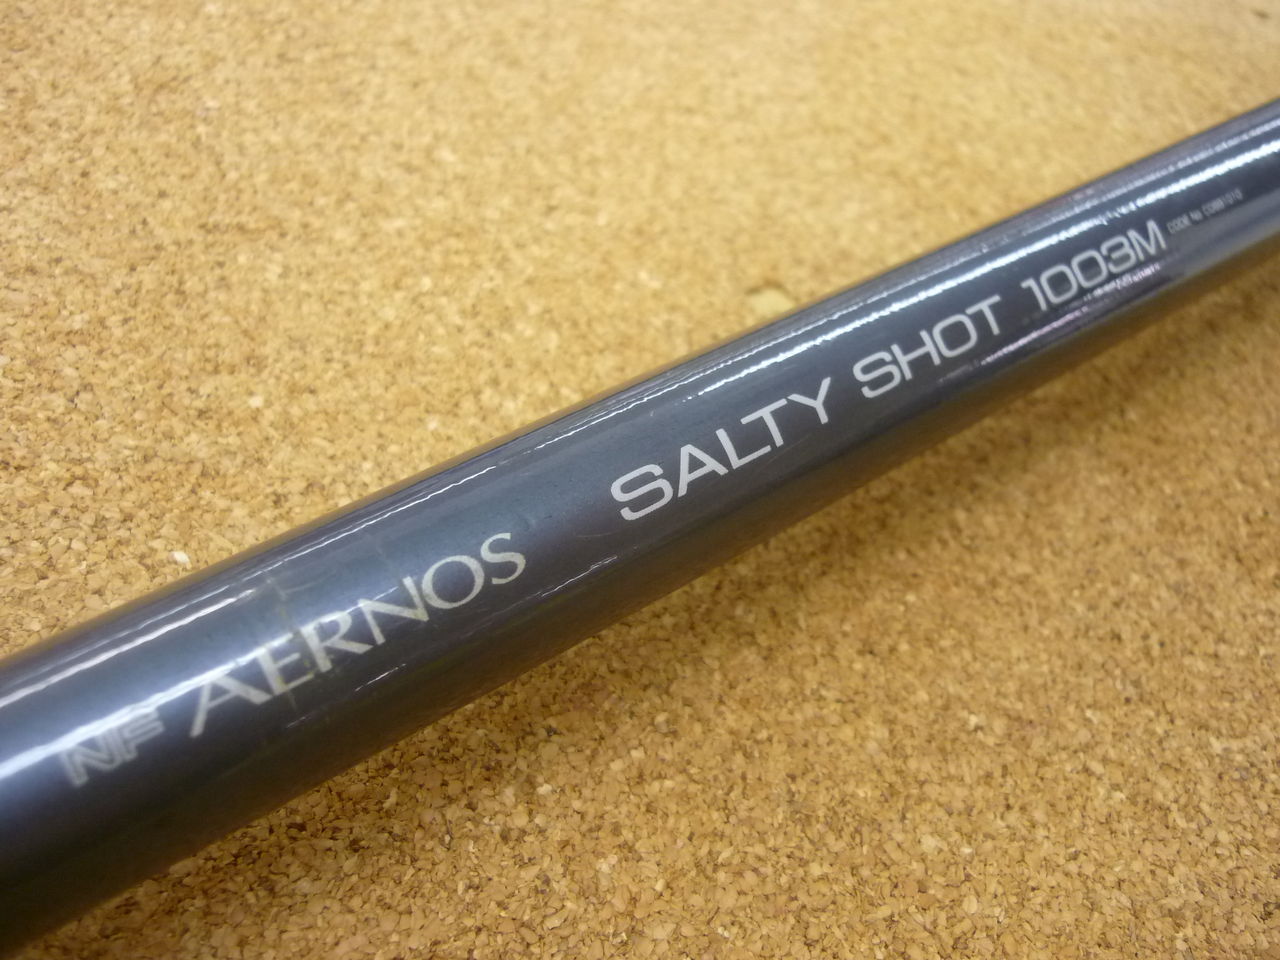 NF AERNOS SALTY SHOT 1003M